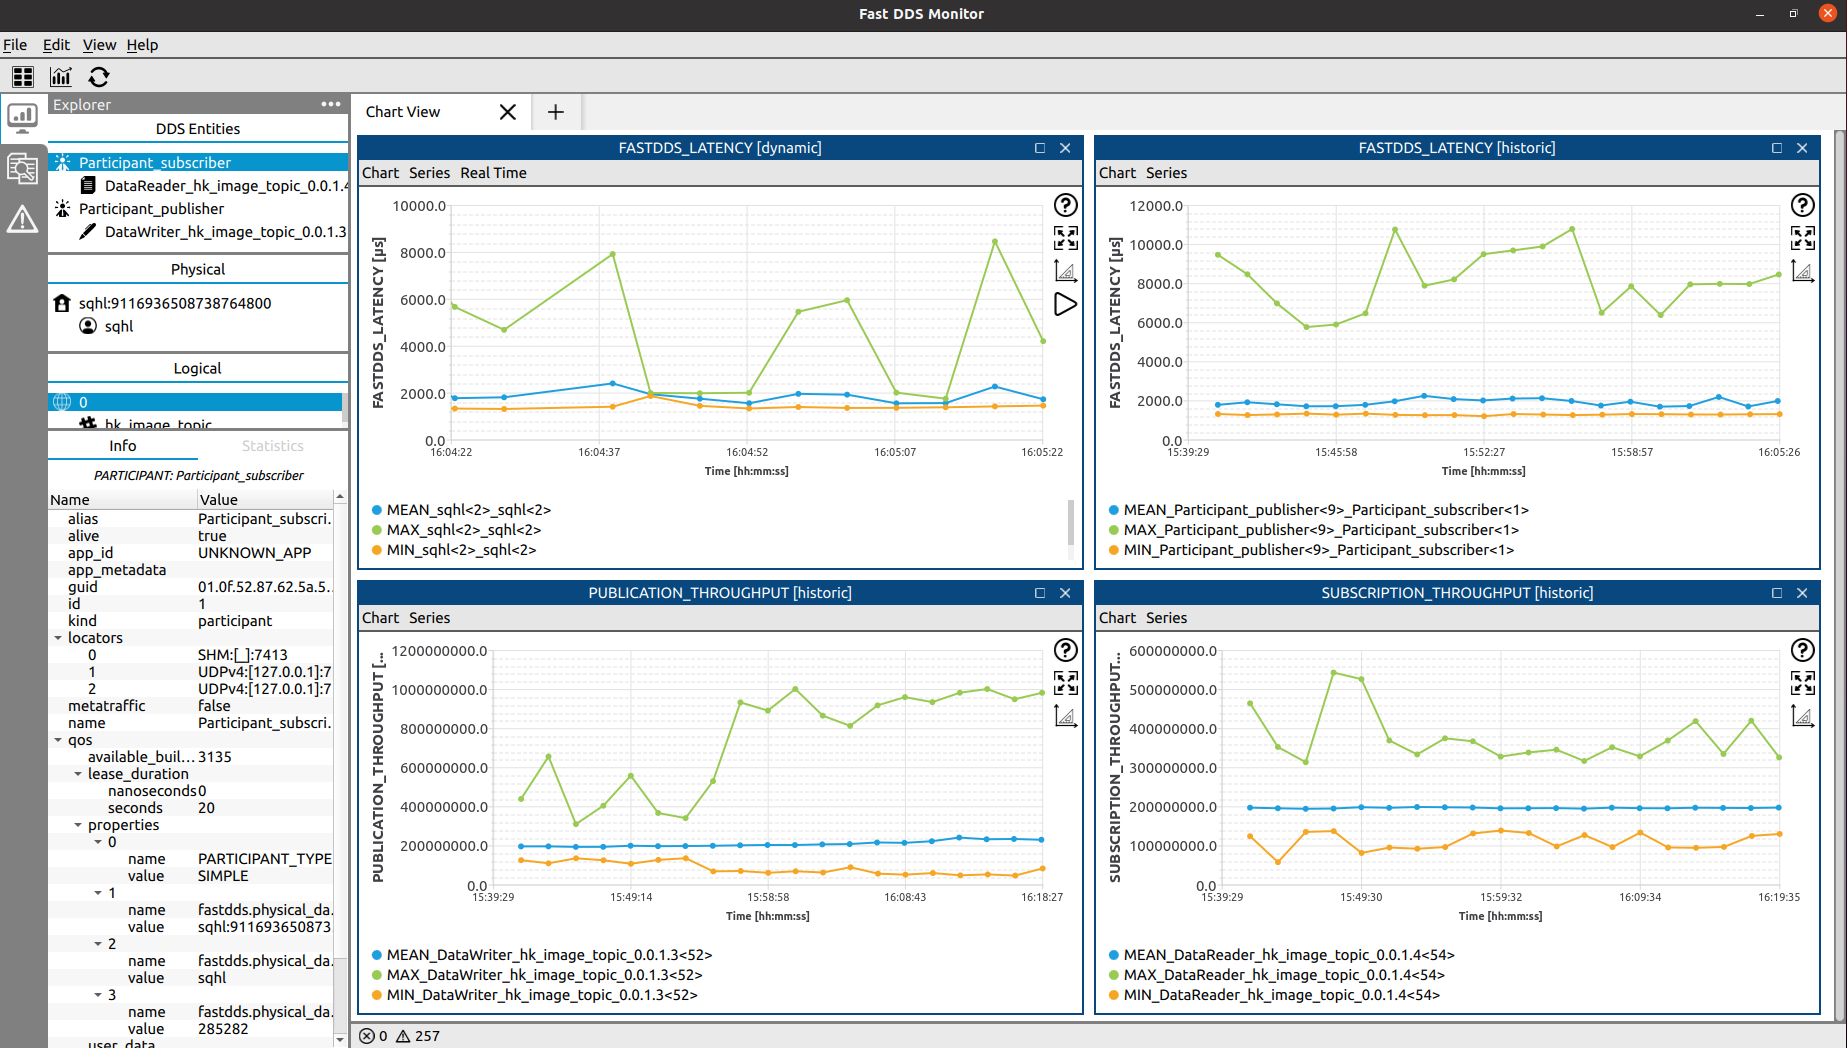 Fast DDS Monitor
File Edit View Help
Explorer
DDS Entities
Participant_subscriber
DataReader_hk_image_topic_0.0.1.4
Participant_publisher
DataWriter_hk_image_topic_0.0.1.3
Physical
sqhl:9116936508738764800
sqhl
Logical
0
hk_image_topic
Info Statistics
PARTICIPANT: Participant_subscriber
Name Value
alias Participant_subscri.
alive true
app_id UNKNOWN_APP
app_metadata
guid 01.0f.52.87.62.5a.5.
id 1
kind participant
locators
0 SHM:[_]:7413
1 UDPv4:[127.0.0.1]:7
2 UDPv4:[127.0.0.1]:7
metatraffic false
name Participant_subscri.
qos
available_buil... 3135
lease_duration
nanoseconds 0
seconds 20
properties
0
name PARTICIPANT_TYPE
value SIMPLE
1
name fastdds.physical_da.
value sqhl:911693650873
2
name fastdds.physical_da.
value sqhl
3
name fastdds.physical_da.
value 285282
user_data
Chart View
FASTDDS_LATENCY [dynamic]
Chart Series Real Time
FASTDDS_LATENCY [µs]
10000.0
8000.0
6000.0
4000.0
2000.0
0.0
16:04:22 16:04:37 16:04:52 16:05:07 16:05:22
Time [hh:mm:ss]
MEAN_sqhl<2>_sqhl<2>
MAX_sqhl<2>_sqhl<2>
MIN_sqhl<2>_sqhl<2>
FASTDDS_LATENCY [historic]
Chart Series
FASTDDS_LATENCY [µs]
12000.0
10000.0
8000.0
6000.0
4000.0
2000.0
0.0
15:39:29 15:45:58 15:52:27 15:58:57 16:05:26
Time [hh:mm:ss]
MEAN_Participant_publisher<9>_Participant_subscriber<1>
MAX_Participant_publisher<9>_Participant_subscriber<1>
MIN_Participant_publisher<9>_Participant_subscriber<1>
PUBLICATION_THROUGHPUT [historic]
Chart Series
PUBLICATION_THROUGHPUT [...
1200000000.0
1000000000.0
800000000.0
600000000.0
400000000.0
200000000.0
0.0
15:39:29 15:49:14 15:58:58 16:08:43 16:18:27
Time [hh:mm:ss]
MEAN_DataWriter_hk_image_topic_0.0.1.3<52>
MAX_DataWriter_hk_image_topic_0.0.1.3<52>
MIN_DataWriter_hk_image_topic_0.0.1.3<52>
SUBSCRIPTION_THROUGHPUT [historic]
Chart Series
SUBSCRIPTION_THROUGHPUT...
600000000.0
500000000.0
400000000.0
300000000.0
200000000.0
100000000.0
0.0
15:39:29 15:49:30 15:59:32 16:09:34 16:19:35
Time [hh:mm:ss]
MEAN_DataReader_hk_image_topic_0.0.1.4<54>
MAX_DataReader_hk_image_topic_0.0.1.4<54>
MIN_DataReader_hk_image_topic_0.0.1.4<54>
0 257